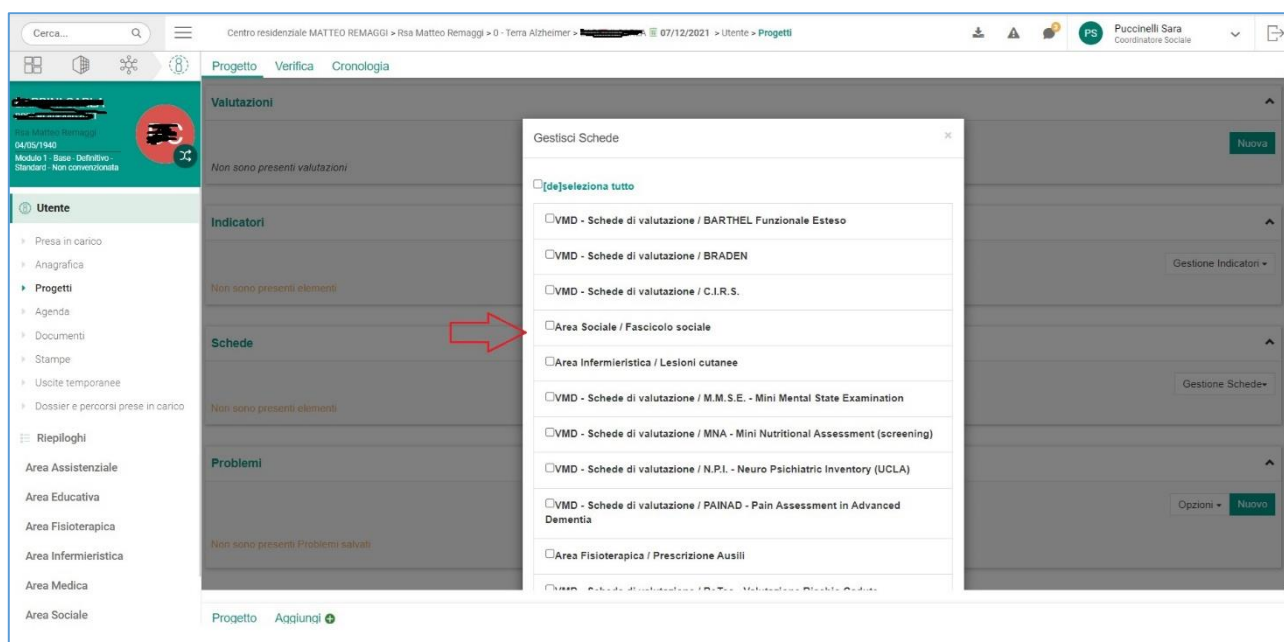 Cerca...
Centro residenziale MATTEO REMAGGI > Rsa Matteo Remaggi > 0 - Terra Alzheimer >
07/12/2021 > Utente > Progetti
PS
Puccinelli Sara
Coordinatore Sociale
Progetto Verifica Cronologia
Rsa Matteo Remaggi
04/05/1940
Modulo 1 - Base - Definitivo -
Standard - Non convenzionata
Utente
Presa in carico
Anagrafica
Progetti
Agenda
Documenti
Stampe
Uscite temporanee
Dossier e percorsi prese in carico
Riepiloghi
Area Assistenziale
Area Educativa
Area Fisioterapica
Area Infermieristica
Area Medica
Area Sociale
Valutazioni
Nuova
Non sono presenti valutazioni
Indicatori
Gestione Indicatori
Non sono presenti elementi
Schede
Gestione Schede
Non sono presenti elementi
Problemi
Opzioni Nuovo
Non sono presenti Problemi salvati
Gestisci Schede ×
[de]seleziona tutto
VMD - Schede di valutazione / BARTHEL Funzionale Esteso
VMD - Schede di valutazione / BRADEN
VMD - Schede di valutazione / C.I.R.S.
Area Sociale / Fascicolo sociale
Area Infermieristica / Lesioni cutanee
VMD - Schede di valutazione / M.M.S.E. - Mini Mental State Examination
VMD - Schede di valutazione / MNA - Mini Nutritional Assessment (screening)
VMD - Schede di valutazione / N.P.I. - Neuro Psichiatric Inventory (UCLA)
VMD - Schede di valutazione / PAINAD - Pain Assessment in Advanced
Dementia
Area Fisioterapica / Prescrizione Ausili
Progetto Aggiungi